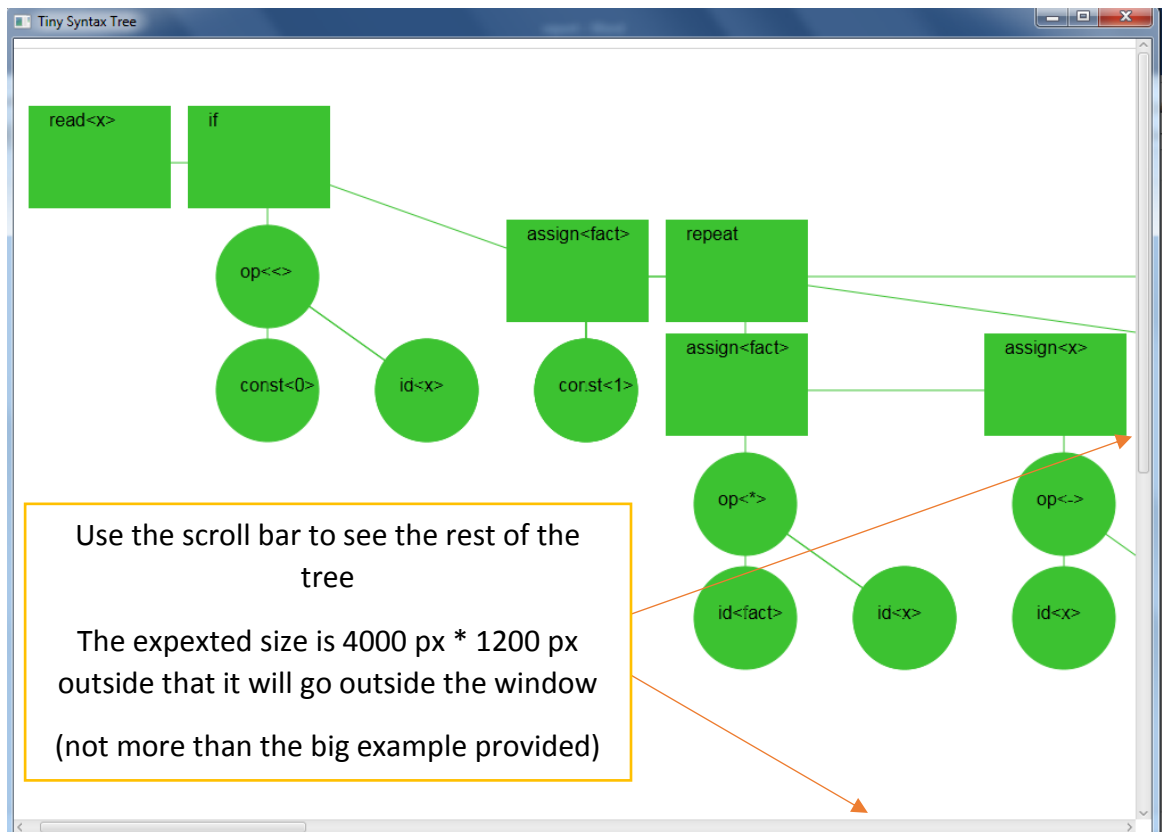 Tiny Syntax Tree
read<x>
if
assign<fact>
repeat
op<<>
assign<fact>
assign<x>
const<0>
id<x>
const<1>
op<*>
op<->
id<fact>
id<x>
id<x>
Use the scroll bar to see the rest of the
tree
The expexted size is 4000 px * 1200 px
outside that it will go outside the window
(not more than the big example provided)